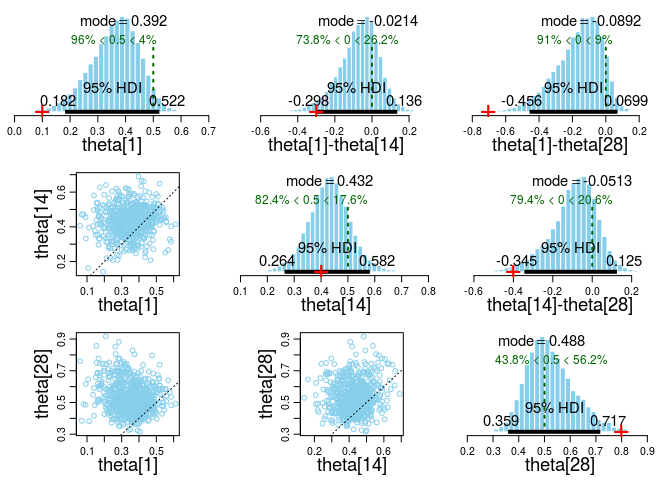 mode = 0.392
96% < 0.5 < 4%
95% HDI
0.182 0.522
0.0 0.1 0.2 0.3 0.4 0.5 0.6 0.7
theta[1]
mode = -0.0214
73.8% < 0 < 26.2%
95% HDI
-0.298 0.136
-0.6 -0.4 -0.2 0.0 0.2
theta[1]-theta[14]
mode = -0.0892
91% < 0 < 9%
95% HDI
-0.456 0.0699
-0.8 -0.6 -0.4 -0.2 0.0 0.2
theta[1]-theta[28]
theta[14]
0.2 0.4 0.6
0.1 0.3 0.5
theta[1]
mode = 0.432
82.4% < 0.5 < 17.6%
95% HDI
0.264 0.582
0.1 0.2 0.3 0.4 0.5 0.6 0.7 0.8
theta[14]
mode = -0.0513
79.4% < 0 < 20.6%
95% HDI
-0.345 0.125
-0.6 -0.4 -0.2 0.0 0.2
theta[14]-theta[28]
theta[28]
0.3 0.5 0.7 0.9
0.1 0.3 0.5
theta[1]
theta[28]
0.3 0.5 0.7 0.9
0.2 0.4 0.6
theta[14]
mode = 0.488
43.8% < 0.5 < 56.2%
95% HDI
0.359 0.717
0.2 0.3 0.4 0.5 0.6 0.7 0.8 0.9
theta[28]